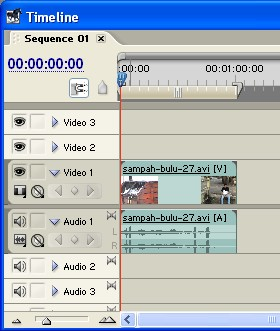 Timeline
Sequence 01
00:00:00:00
:00:00
00:01:00:00
Video 3
Video 2
Video 1
sampah-bulu-27.avi [V]
Audio 1
sampah-bulu-27.avi [A]
L
R
Audio 2
Audio 3